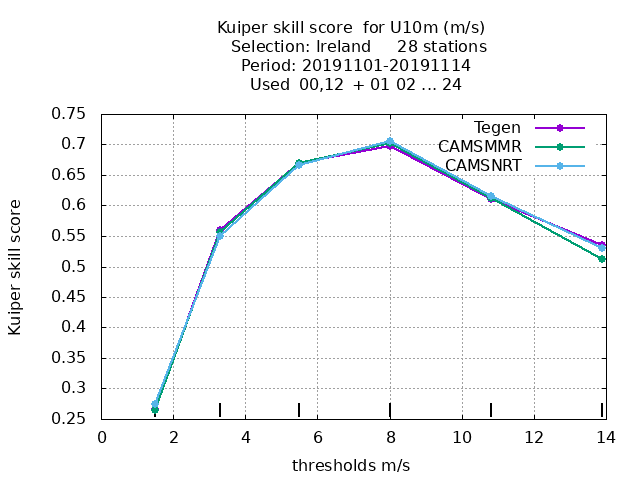 Kuiper skill score  for U10m (m/s)
Selection: Ireland     28 stations
Period: 20191101-20191114
Used  00,12  + 01 02 ... 24
Tegen
CAMSMMR
CAMSNRT
Kuiper skill score
0.75
0.7
0.65
0.6
0.55
0.5
0.45
0.4
0.35
0.3
0.25
0 2 4 6 8 10 12 14
thresholds m/s